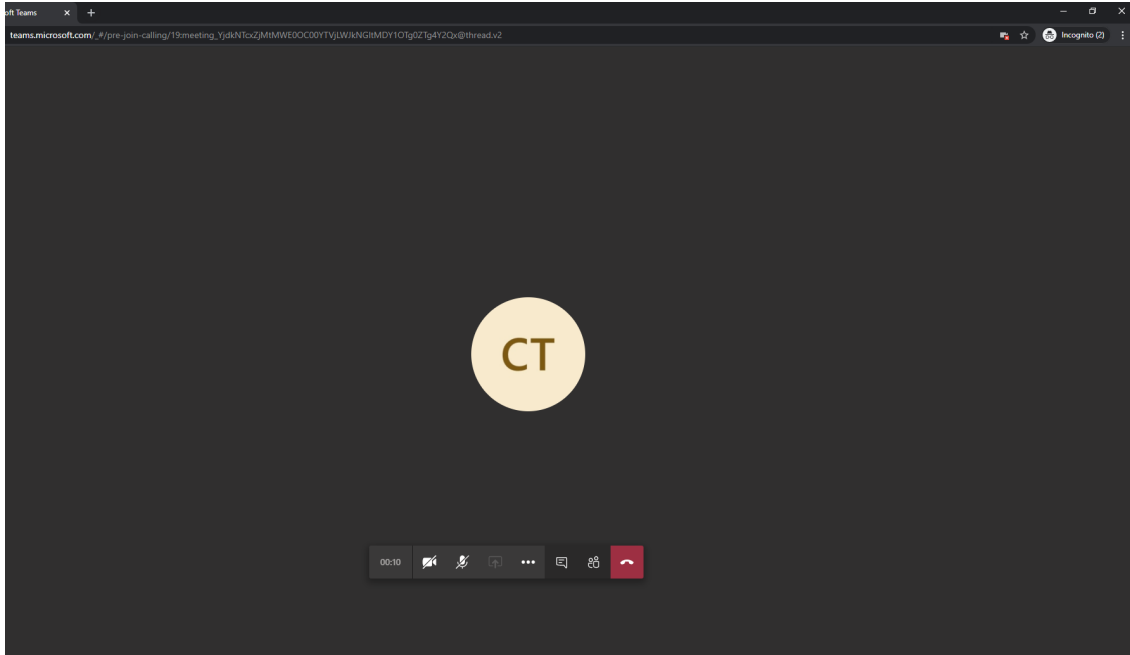 oft Teams
teams.microsoft.com/_#/pre-join-calling/19:meeting_YjdkNTcxZjMtMWE0OC00YTVjLWJkNGItMDY1OTg0ZTg4Y2Qx@thread.v2
Incognito (2)
CT
00:10